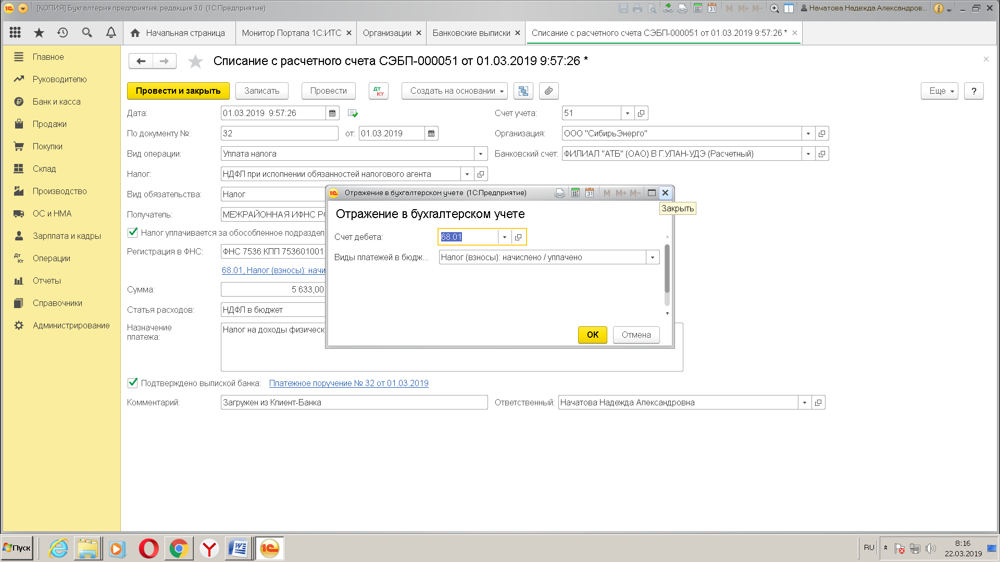 [КОПИЯ] Бухгалтерия предприятия, редакция 3.0 (1С:Предприятие)
M M+ M- Начатова Надежда Александров...
Начальная страница
Монитор Портала 1С:ИТС
Организации
Банковские выписки
Списание с расчетного счета СЭБП-000051 от 01.03.2019 9:57:26 *
Главное
Руководителю
Банк и касса
Продажи
Покупки
Склад
Производство
ОС и НМА
Зарплата и кадры
Операции
Отчеты
Справочники
Администрирование
Списание с расчетного счета СЭБП-000051 от 01.03.2019 9:57:26 *
Провести и закрыть
Записать
Провести
Дт Кт
Создать на основании
Еще
?
Дата: 01.03.2019 9:57:26
Счет учета: 51
По документу №: 32 от: 01.03.2019
Организация: ООО "СибирьЭнерго"
Вид операции: Уплата налога
Банковский счет: ФИЛИАЛ "АТБ" (ОАО) В Г.УЛАН-УДЭ (Расчетный)
Налог: НДФЛ при исполнении обязанностей налогового агента
Вид обязательства: Налог
Получатель: МЕЖРАЙОННАЯ ИФНС РО
Налог уплачивается за обособленное подраздел
Регистрация в ФНС: ФНС 7536 КПП 753601001
68.01, Налог (взносы): начи
Сумма: 5 633,00
Статья расходов: НДФЛ в бюджет
Назначение
платежа:
Налог на доходы физическ
Отражение в бухгалтерском учете (1С:Предприятие)
M M+ M-
Закрыть
Отражение в бухгалтерском учете
Счет дебета: 68.01
Виды платежей в бюдж... Налог (взносы): начислено / уплачено
OK
Отмена
Подтверждено выпиской банка: Платежное поручение № 32 от 01.03.2019
Комментарий: Загружен из Клиент-Банка
Ответственный: Начатова Надежда Александровна
Пуск
RU
8:16
22.03.2019